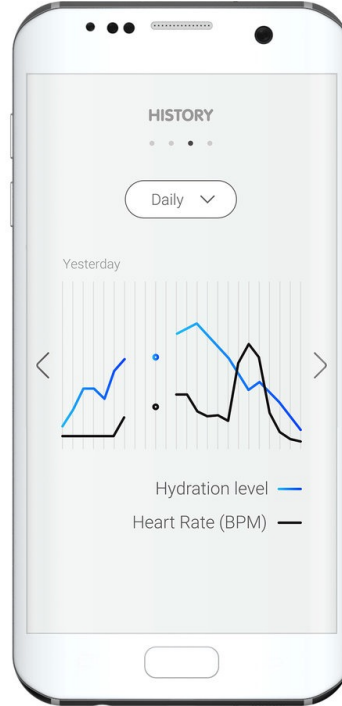 HISTORY
Daily
Yesterday
Hydration level
Heart Rate (BPM)